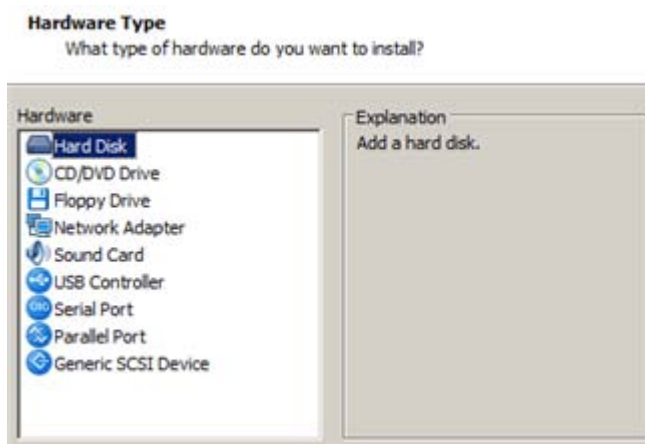 Hardware Type
What type of hardware do you want to install?
Hardware
Hard Disk
CD/DVD Drive
Floppy Drive
Network Adapter
Sound Card
USB Controller
Serial Port
Parallel Port
Generic SCSI Device
Explanation
Add a hard disk.